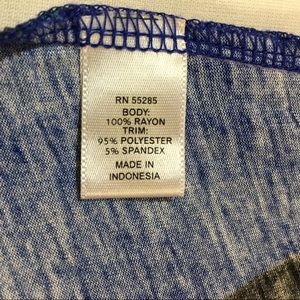 RN 55285
BODY:
100% RAYON
TRIM:
95% POLYESTER
5% SPANDEX
MADE IN
INDONESIA